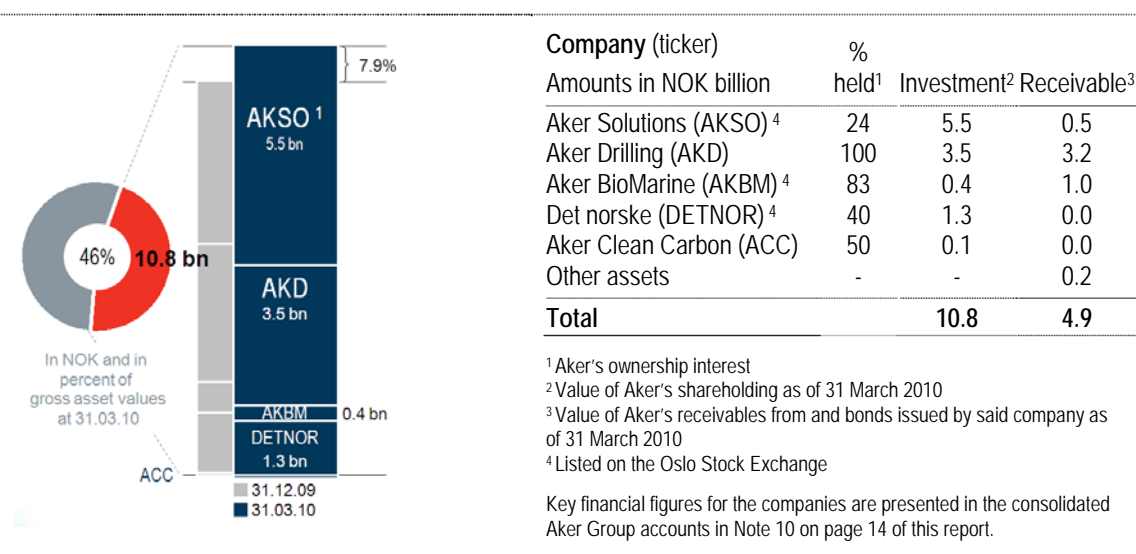 7.9%
AKSO 1
5.5 bn
46%
10.8 bn
AKD
3.5 bn
In NOK and in
percent of
gross asset values
at 31.03.10
AKBM
0.4 bn
DETNOR
1.3 bn
ACC
31.12.09
31.03.10
Company (ticker) %
Amounts in NOK billion held1 Investment2 Receivable3
Aker Solutions (AKSO) 4 24 5.5 0.5
Aker Drilling (AKD) 100 3.5 3.2
Aker BioMarine (AKBM) 4 83 0.4 1.0
Det norske (DETNOR) 4 40 1.3 0.0
Aker Clean Carbon (ACC) 50 0.1 0.0
Other assets - - 0.2
Total 10.8 4.9
1 Aker's ownership interest
2 Value of Aker's shareholding as of 31 March 2010
3 Value of Aker's receivables from and bonds issued by said company as
of 31 March 2010
4 Listed on the Oslo Stock Exchange
Key financial figures for the companies are presented in the consolidated
Aker Group accounts in Note 10 on page 14 of this report.